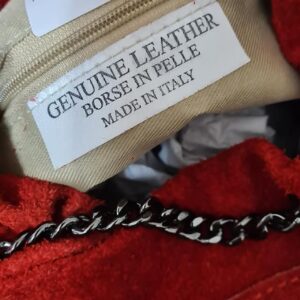 GENUINE LEATHER
BORSE IN PELLE
MADE IN ITALY